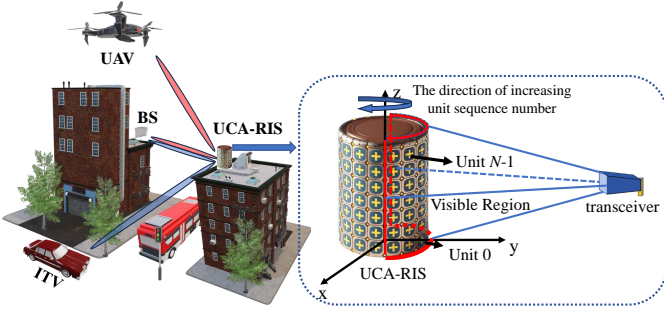 UAV
BS
UCA-RIS
ITV
z
The direction of increasing
unit sequence number
Unit N-1
Visible Region
transceiver
y
Unit 0
UCA-RIS
x